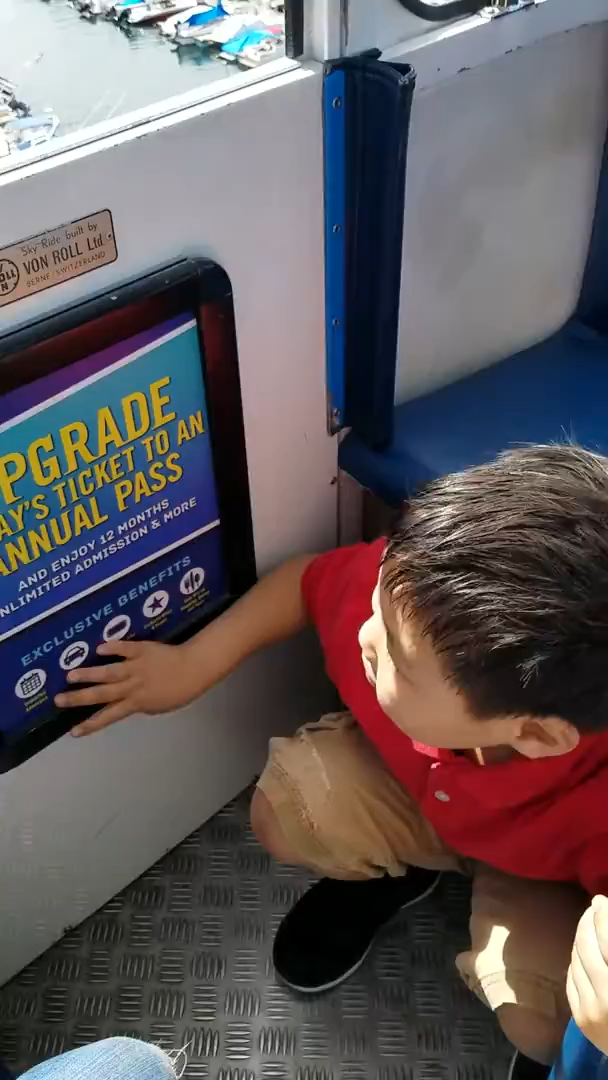 Sky-Ride built by
VON ROLL Ltd.
BERNE / SWITZERLAND
PGRADE
AY'S TICKET TO AN
ANNUAL PASS
AND ENJOY 12 MONTHS
NLIMITED ADMISSION & MORE
EXCLUSIVE BENEFITS